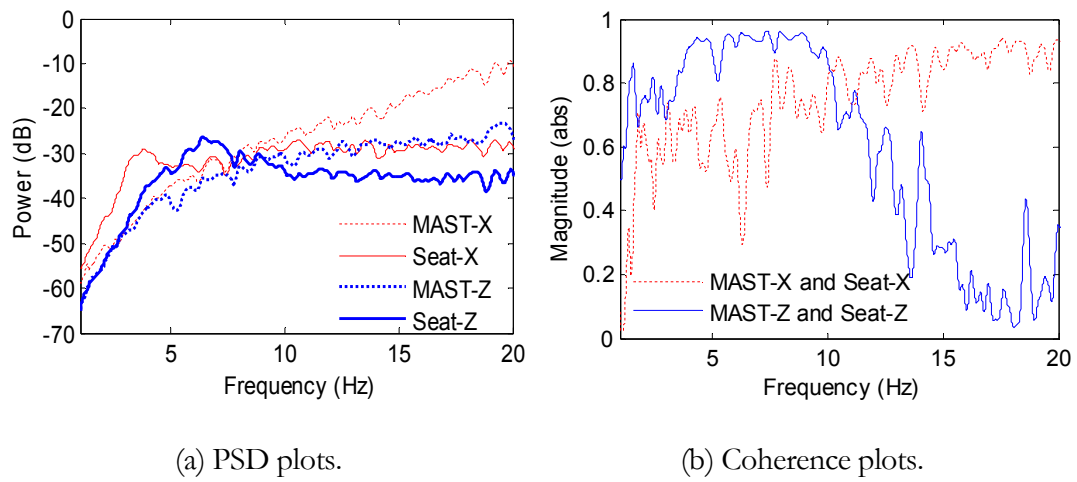 0
-10
-20
-30
-40
-50
-60
-70
Power (dB)
5
10
15
20
Frequency (Hz)
MAST-X
Seat-X
MAST-Z
Seat-Z
(a) PSD plots.
1
0.8
0.6
0.4
0.2
0
Magnitude (abs)
5
10
15
20
Frequency (Hz)
MAST-X and Seat-X
MAST-Z and Seat-Z
(b) Coherence plots.